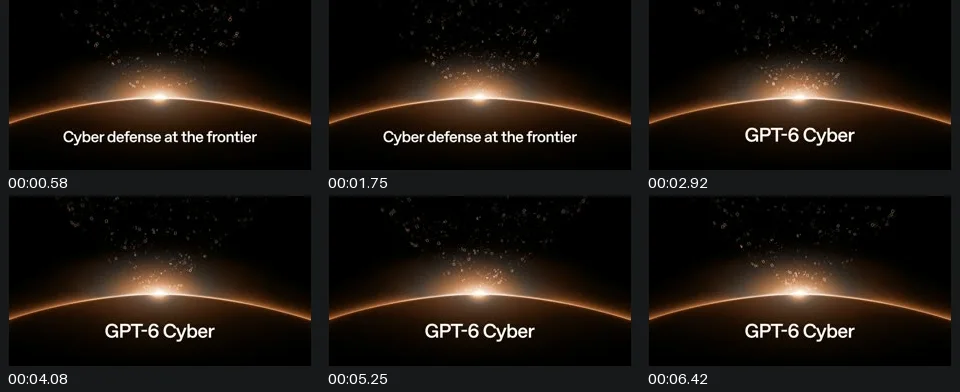 Cyber defense at the frontier
Cyber defense at the frontier
GPT-6 Cyber
00:00.58
00:01.75
00:02.92
GPT-6 Cyber
GPT-6 Cyber
GPT-6 Cyber
00:04.08
00:05.25
00:06.42